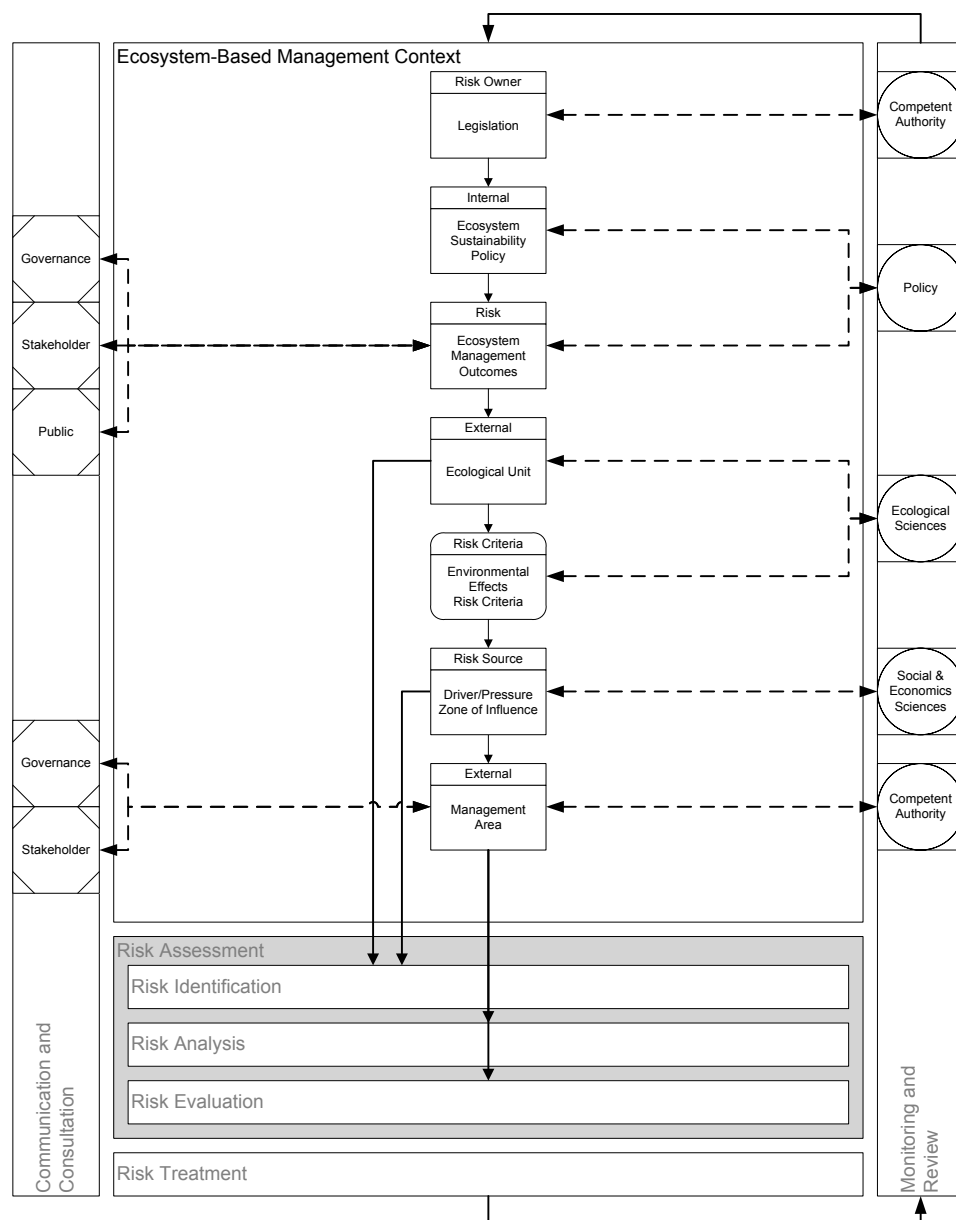 Ecosystem-Based Management Context
Risk Owner
Legislation
Internal
Ecosystem
Sustainability
Policy
Risk
Ecosystem
Management
Outcomes
External
Ecological Unit
Risk Criteria
Environmental
Effects
Risk Criteria
Risk Source
Driver/Pressure
Zone of Influence
External
Management
Area
Governance
Stakeholder
Public
Governance
Stakeholder
Communication and
Consultation
Competent
Authority
Policy
Ecological
Sciences
Social &
Economics
Sciences
Competent
Authority
Monitoring and
Review
Risk Assessment
Risk Identification
Risk Analysis
Risk Evaluation
Risk Treatment